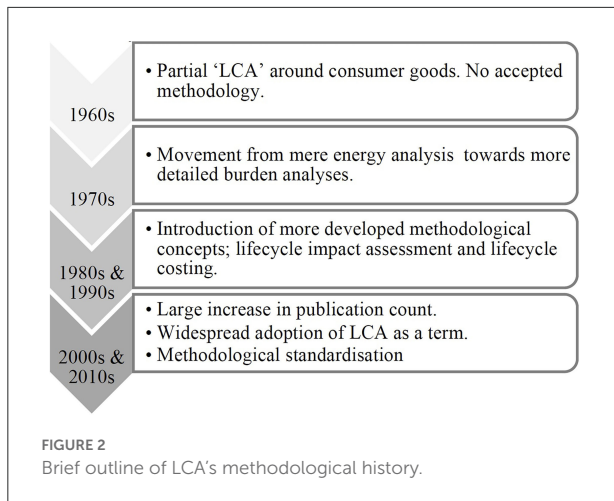 1960s
• Partial ‘LCA’ around consumer goods. No accepted
methodology.
1970s
• Movement from mere energy analysis towards more
detailed burden analyses.
1980s &
1990s
• Introduction of more developed methodological
concepts; lifecycle impact assessment and lifecycle
costing.
2000s &
2010s
• Large increase in publication count.
• Widespread adoption of LCA as a term.
• Methodological standardisation
FIGURE 2
Brief outline of LCA’s methodological history.